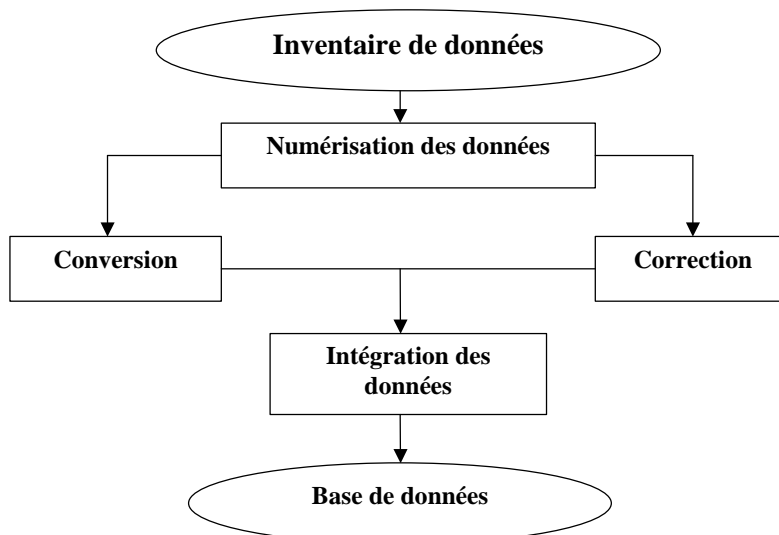 Inventaire de données
Numérisation des données
Conversion
Correction
Intégration des
données
Base de données